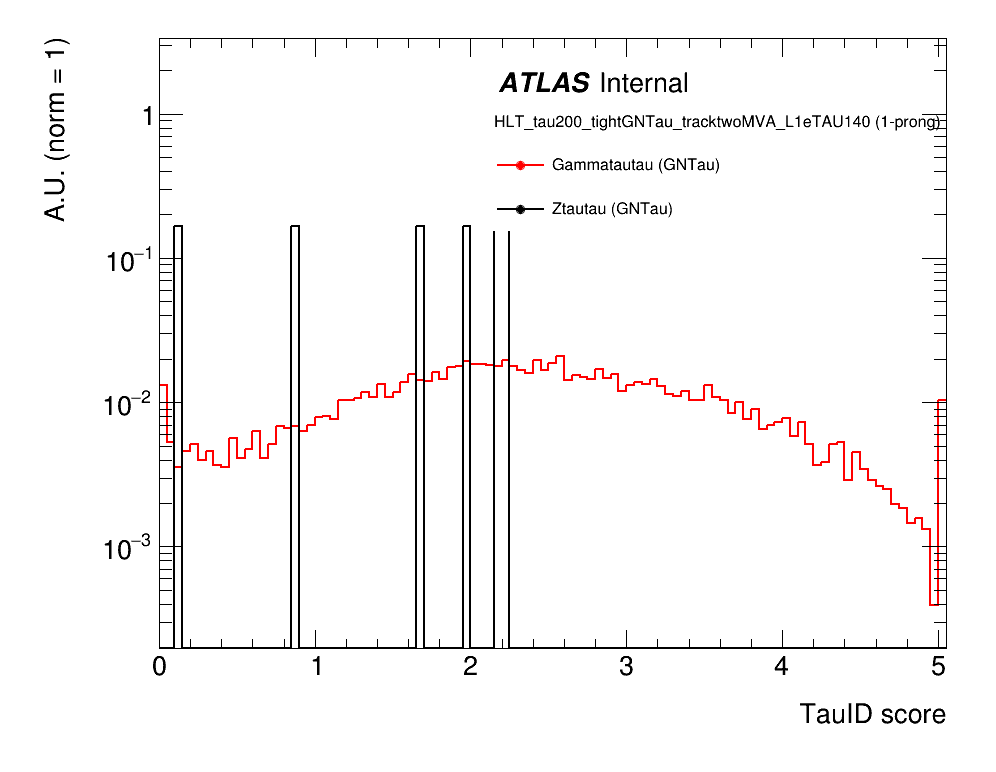 A.U. (norm = 1)
ATLAS Internal
HLT_tau200_tightGNTau_tracktwoMVA_L1eTAU140 (1-prong)
Gammatautau (GNTau)
Ztautau (GNTau)
1
10⁻¹
10⁻²
10⁻³
0 1 2 3 4 5
TauID score